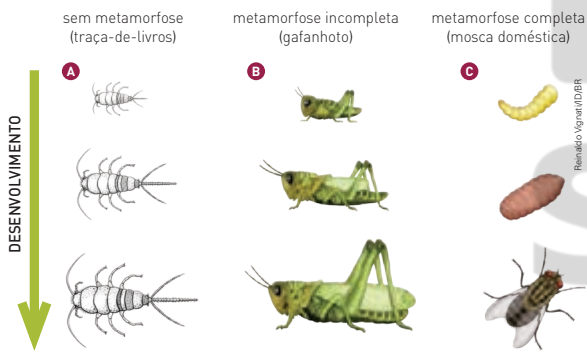 sem metamorfose
(traça-de-livros)
metamorfose incompleta
(gafanhoto)
metamorfose completa
(mosca doméstica)
A
B
C
DESENVOLVIMENTO
Reinaldo Vignati/ID/BR